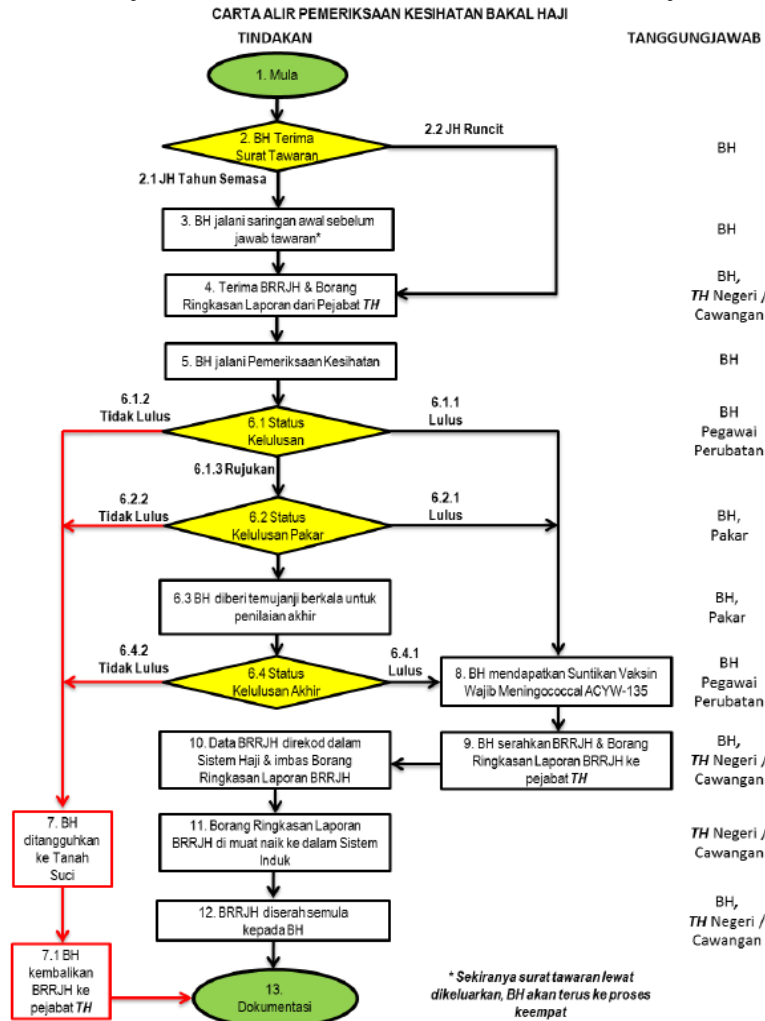 CARTA ALIR PEMERIKSAAN KESIHATAN BAKAL HAJI
TINDAKAN
TANGGUNGJAWAB
1. Mula
2. BH Terima
Surat Tawaran
2.2 JH Runcit
BH
2.1 JH Tahun Semasa
3. BH jalani saringan awal sebelum
jawab tawaran*
BH
4. Terima BRRJH & Borang
Ringkasan Laporan dari Pejabat TH
BH,
TH Negeri /
Cawangan
5. BH jalani Pemeriksaan Kesihatan
BH
6.1.2
Tidak Lulus
6.1 Status
Kelulusan
6.1.1
Lulus
BH
Pegawai
Perubatan
6.1.3 Rujukan
6.2.2
Tidak Lulus
6.2 Status
Kelulusan Pakar
6.2.1
Lulus
BH,
Pakar
6.3 BH diberi temujanji berkala untuk
penilaian akhir
BH,
Pakar
6.4.2
Tidak Lulus
6.4 Status
Kelulusan Akhir
6.4.1
Lulus
8. BH mendapatkan Suntikan Vaksin
Wajib Meningococcal ACYW-135
BH
Pegawai
Perubatan
10. Data BRRJH direkod dalam
Sistem Haji & imbas Borang
Ringkasan Laporan BRRJH
9. BH serahkan BRRJH & Borang
Ringkasan Laporan BRRJH ke
pejabat TH
BH,
TH Negeri /
Cawangan
7. BH
ditangguhkan
ke Tanah
Suci
11. Borang Ringkasan Laporan
BRRJH di muat naik ke dalam Sistem
Induk
TH Negeri /
Cawangan
12. BRRJH diserah semula
kepada BH
BH,
TH Negeri /
Cawangan
7.1 BH
kembalikan
BRRJH ke
pejabat TH
13.
Dokumentasi
* Sekiranya surat tawaran lewat
dikeluarkan, BH akan terus ke proses
keempat